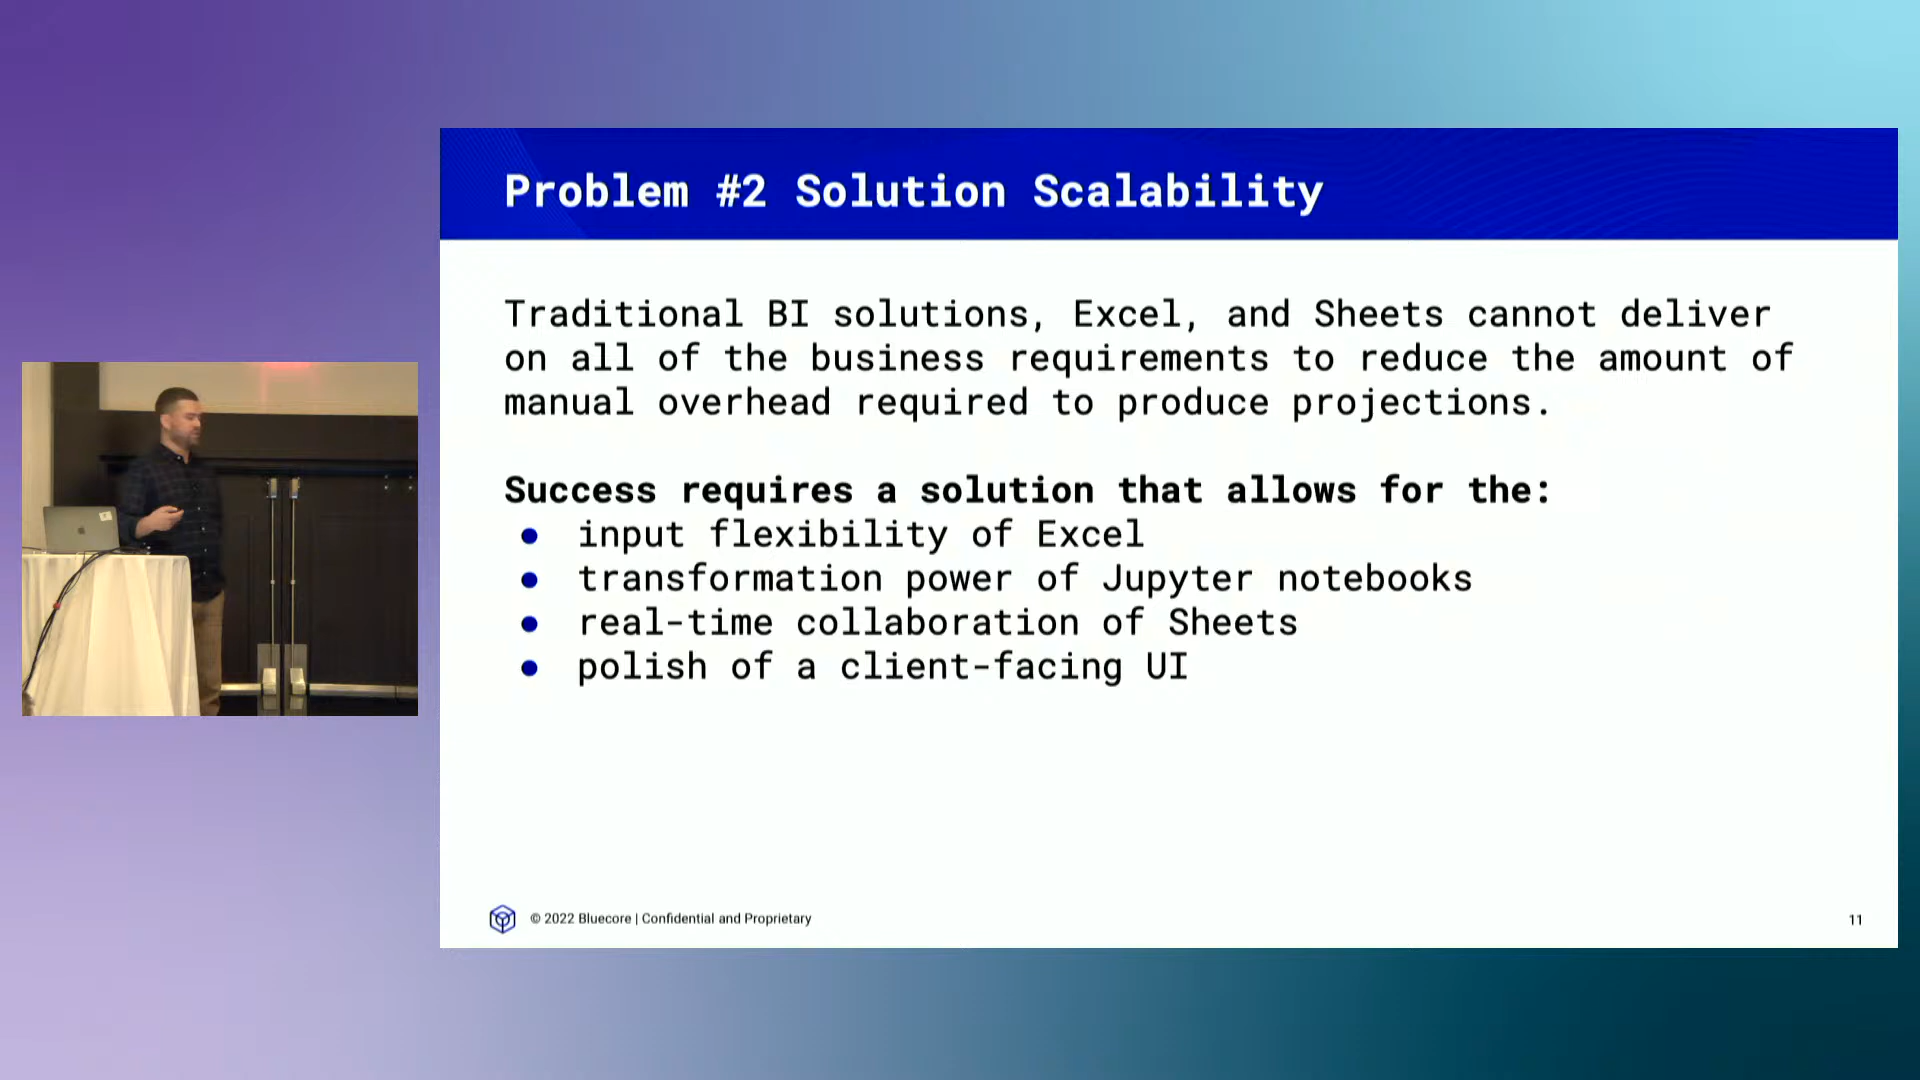 Problem #2 Solution Scalability
Traditional BI solutions, Excel, and Sheets cannot deliver
on all of the business requirements to reduce the amount of
manual overhead required to produce projections.
Success requires a solution that allows for the:
● input flexibility of Excel
● transformation power of Jupyter notebooks
● real-time collaboration of Sheets
● polish of a client-facing UI
© 2022 Bluecore | Confidential and Proprietary
11